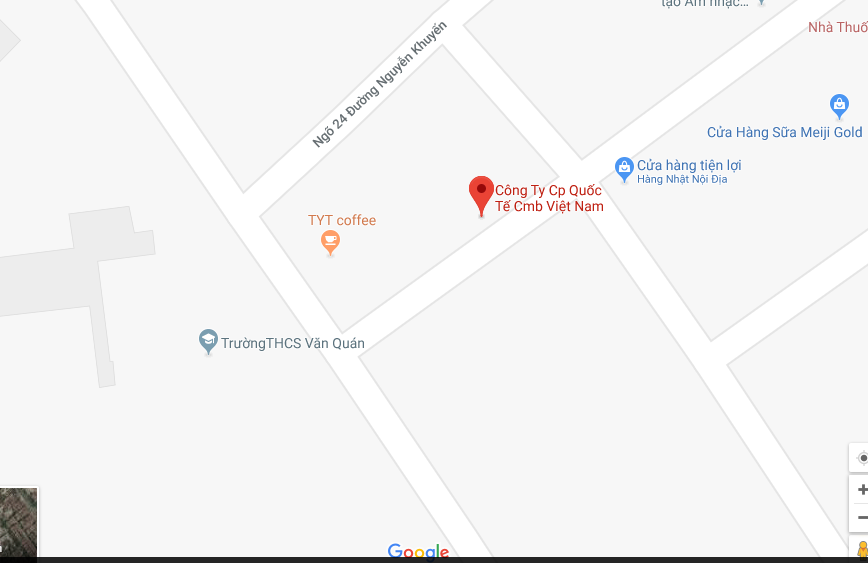 tạo Âm nhạc...
Nhà Thuố
Ngõ 24 Đường Nguyễn Khuyến
Cửa Hàng Sữa Meiji Gold
Cửa hàng tiện lợi
Hàng Nhật Nội Địa
Công Ty Cp Quốc
Tế Cmb Việt Nam
TYT coffee
TrườngTHCS Văn Quán
Google